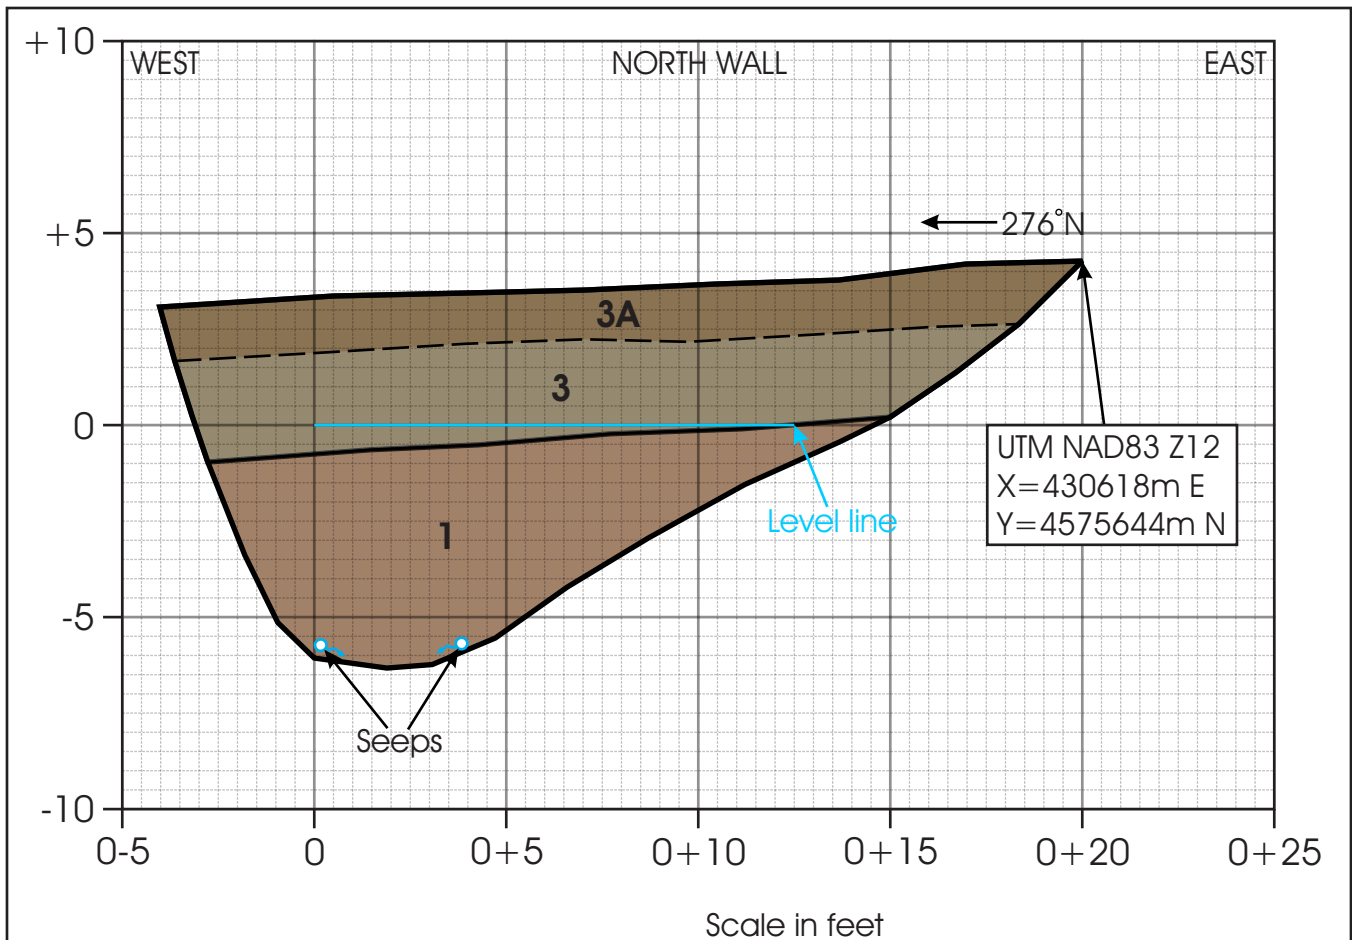 +10
WEST
NORTH WALL
EAST
+5
276°N
3A
3
0
UTM NAD83 Z12
X=430618m E
Y=4575644m N
Level line
1
-5
Seeps
-10
0-5
0
0+5
0+10
0+15
0+20
0+25
Scale in feet